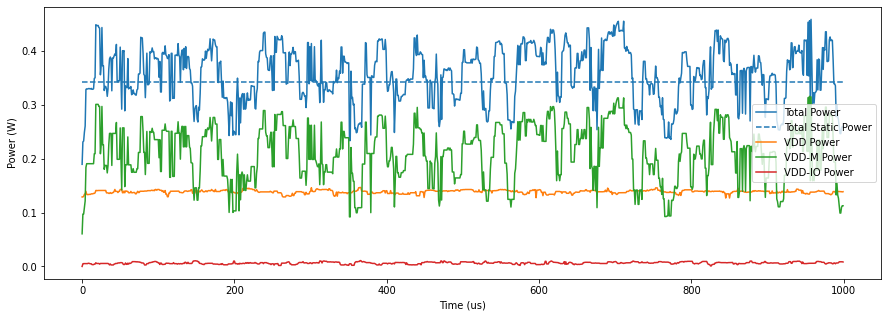 0.4
0.3
0.2
0.1
0.0
Power (W)
Total Power
Total Static Power
VDD Power
VDD-M Power
VDD-IO Power
0
200
400
600
800
1000
Time (us)